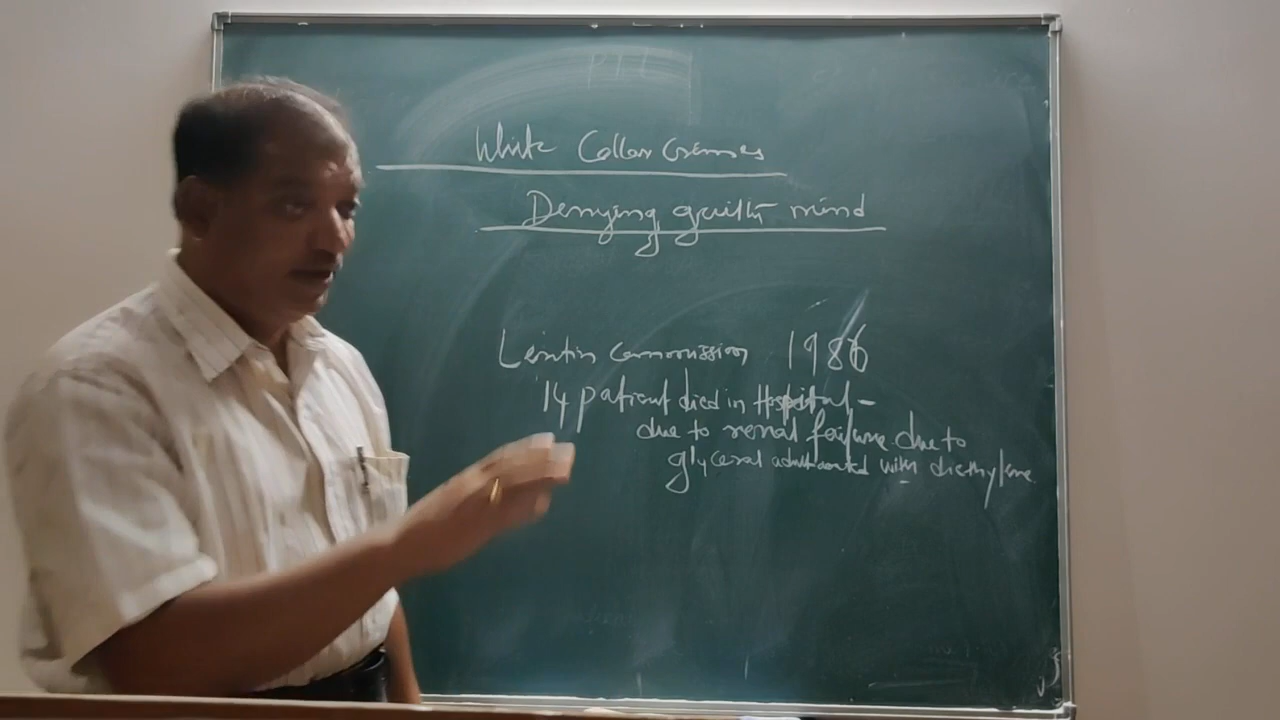 White Collar Crimes
Denying guilty mind
Lentin commission 1986
14 patient died in Hospital -
due to renal failure due to
glyceral adulterated with diethylene